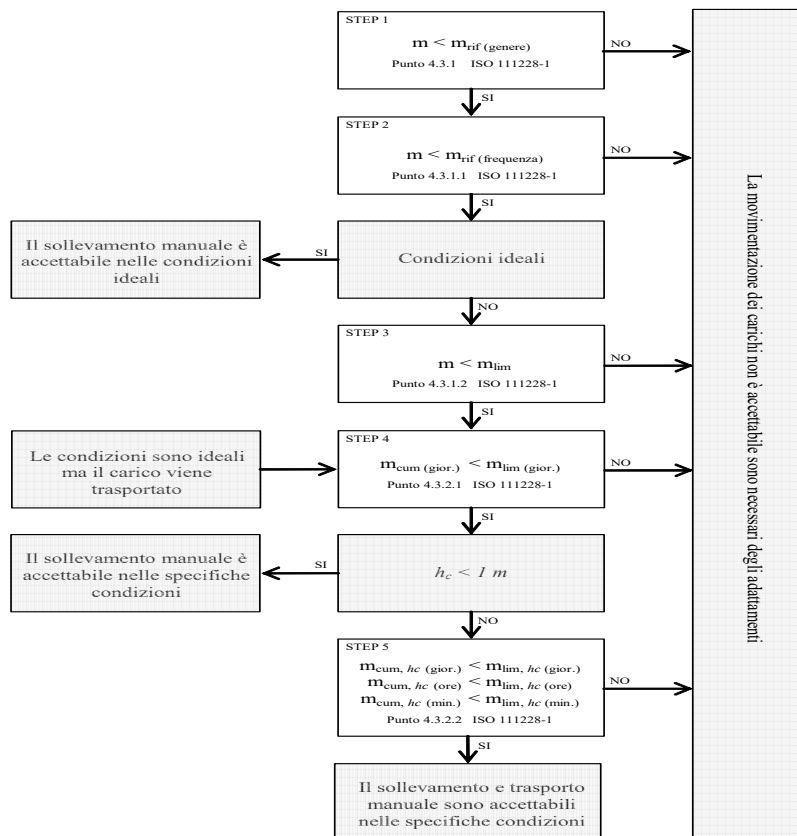 STEP 1
m < mrif (genere)
Punto 4.3.1 ISO 111228-1
NO
SI
STEP 2
m < mrif (frequenza)
Punto 4.3.1.1 ISO 111228-1
NO
SI
Il sollevamento manuale è
accettabile nelle condizioni
ideali
SI
Condizioni ideali
NO
STEP 3
m < mlim
Punto 4.3.1.2 ISO 111228-1
NO
SI
Le condizioni sono ideali
ma il carico viene
trasportato
STEP 4
mcum (gior.) < mlim (gior.)
Punto 4.3.2.1 ISO 111228-1
NO
SI
Il sollevamento manuale è
accettabile nelle specifiche
condizioni
SI
hc < 1 m
NO
STEP 5
mcum, hc (gior.) < mlim, hc (gior.)
mcum, hc (ore) < mlim, hc (ore)
mcum, hc (min.) < mlim, hc (min.)
Punto 4.3.2.2 ISO 111228-1
NO
SI
Il sollevamento e trasporto
manuale sono accettabili
nelle specifiche condizioni
La movimentazione dei carichi non è accettabile sono necessari degli adattamenti